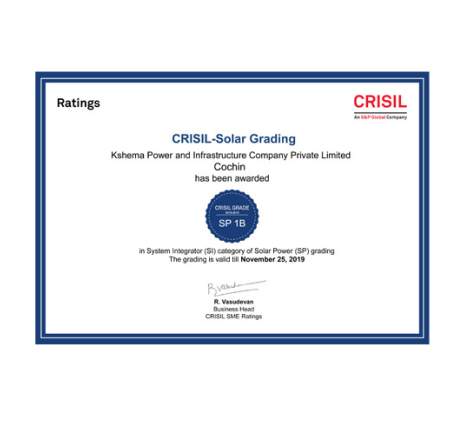 Ratings
CRISIL
An S&P Global Company
CRISIL-Solar Grading
Kshema Power and Infrastructure Company Private Limited
Cochin
has been awarded
CRISIL GRADE
SP 1B
in System Integrator (SI) category of Solar Power (SP) grading
The grading is valid till November 25, 2019
R. Vasudevan
Business Head
CRISIL SME Ratings